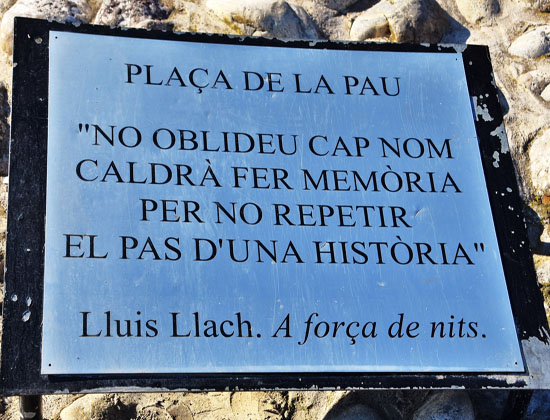 PLAÇA DE LA PAU
"NO OBLIDEU CAP NOM
CALDRÀ FER MEMÒRIA
PER NO REPETIR
EL PAS D'UNA HISTÒRIA"
Lluis Llach. A força de nits.